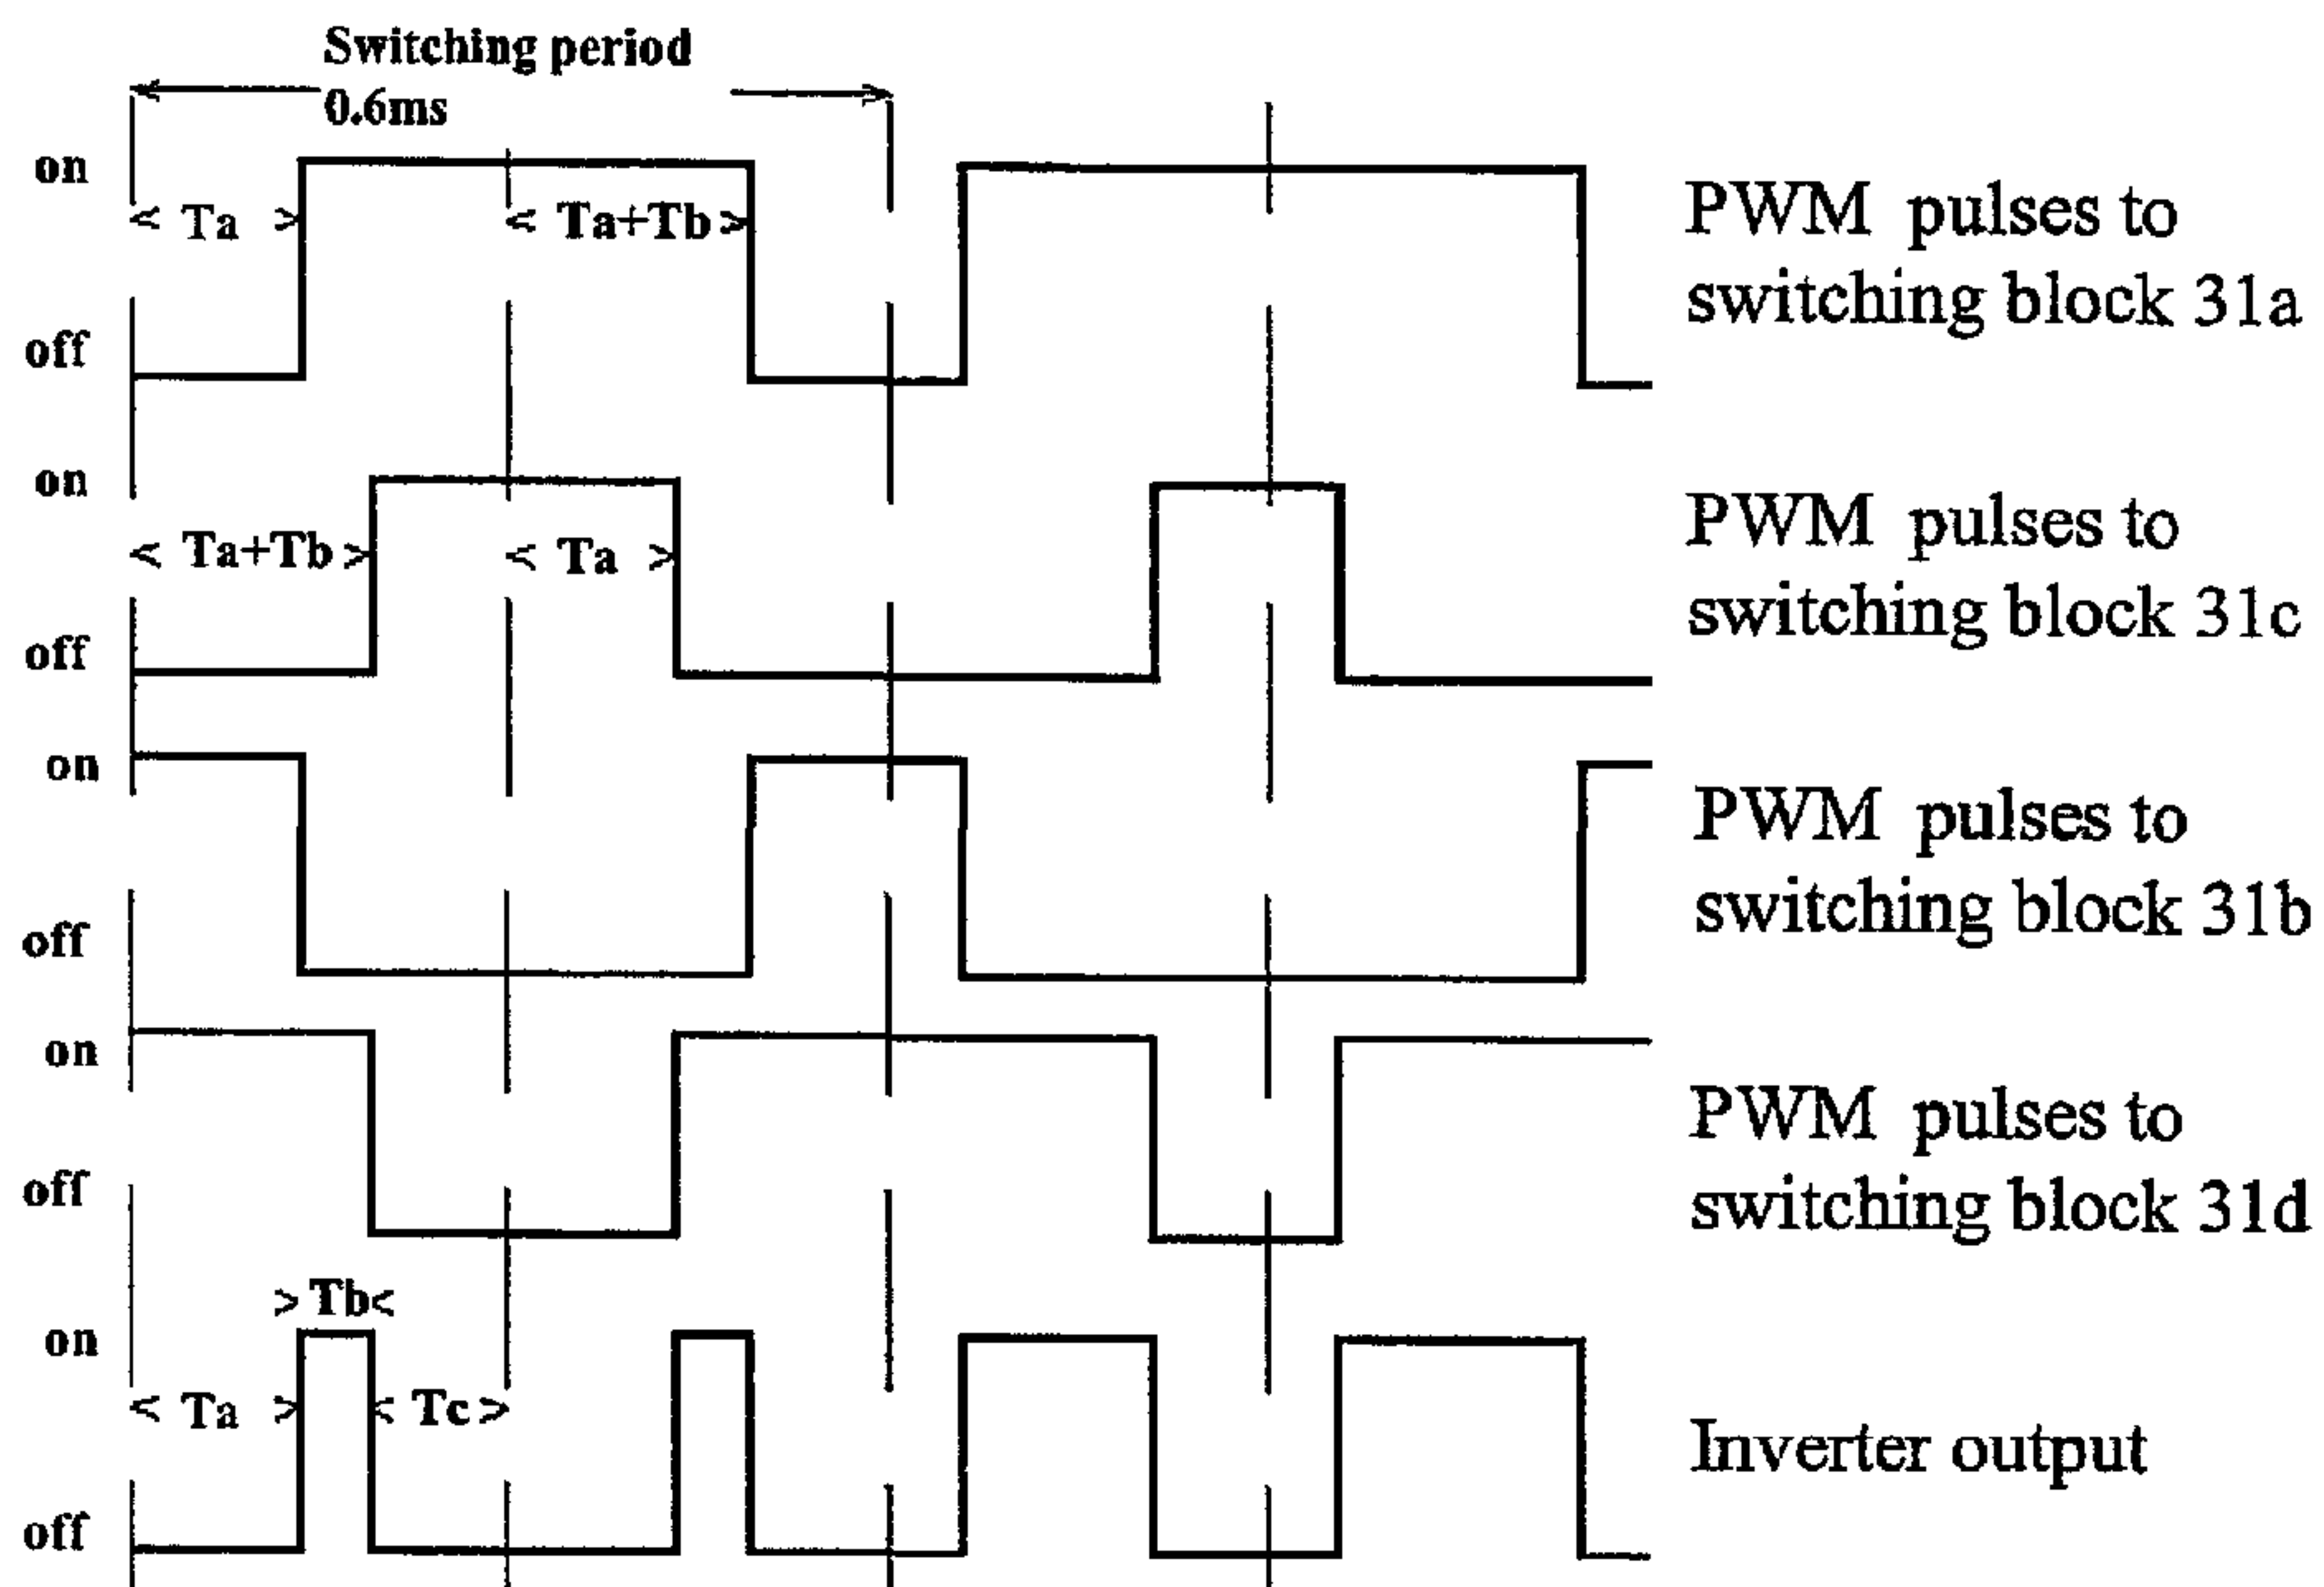 Switching period
0.6ms
on
< Ta >
< Ta+Tb >
off
PWM pulses to
switching block 31a
on
< Ta+Tb >
< Ta >
off
PWM pulses to
switching block 31c
on
off
PWM pulses to
switching block 31b
on
off
PWM pulses to
switching block 31d
> Tb <
on
< Ta >
< Tc >
off
Inverter output